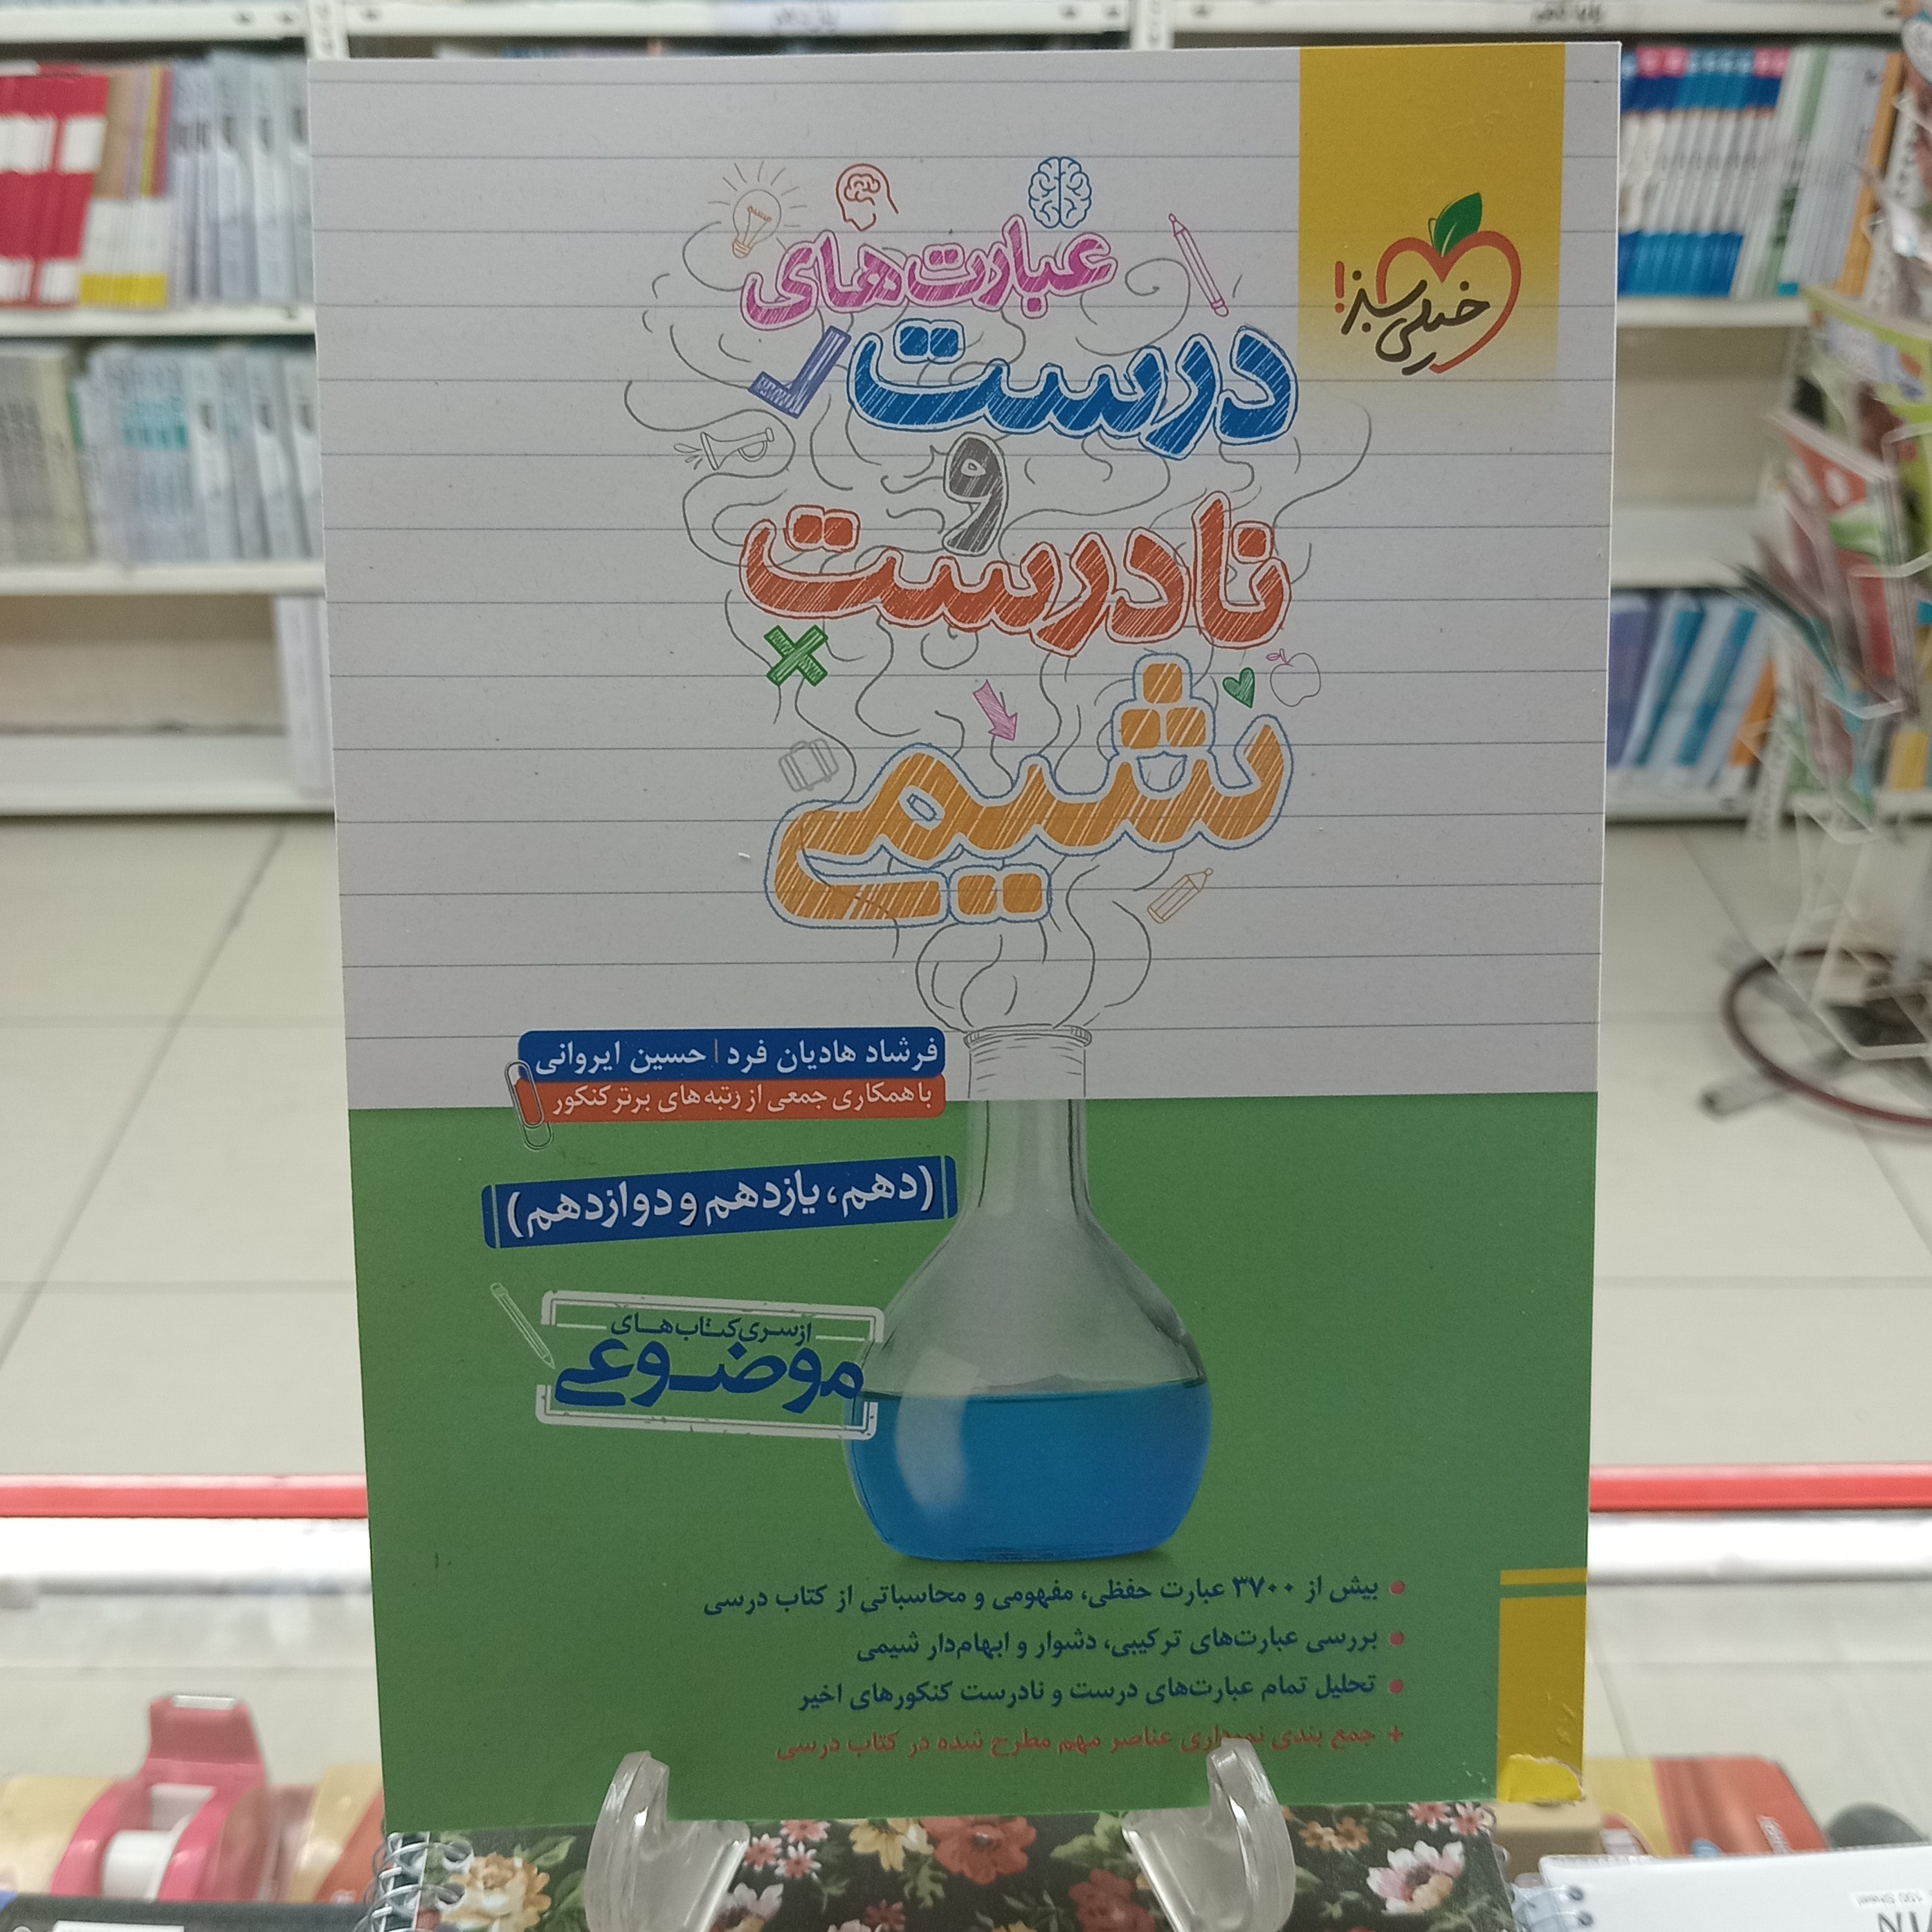 خیلی سبز!
عبارت‌های
درست
و
نادرست
شیمی
فرشاد هادیان فرد | حسین ایروانی
با همکاری جمعی از رتبه‌های برتر کنکور
(دهم، یازدهم و دوازدهم)
از سری کتاب‌های
موضوعی
• بیش از ۳۷۰۰ عبارت حفظی، مفهومی و محاسباتی از کتاب درسی
• بررسی عبارت‌های ترکیبی، دشوار و ابهام‌دار شیمی
• تحلیل تمام عبارت‌های درست و نادرست کنکورهای اخیر
+ جمع بندی نموداری عناصر مهم مطرح شده در کتاب درسی